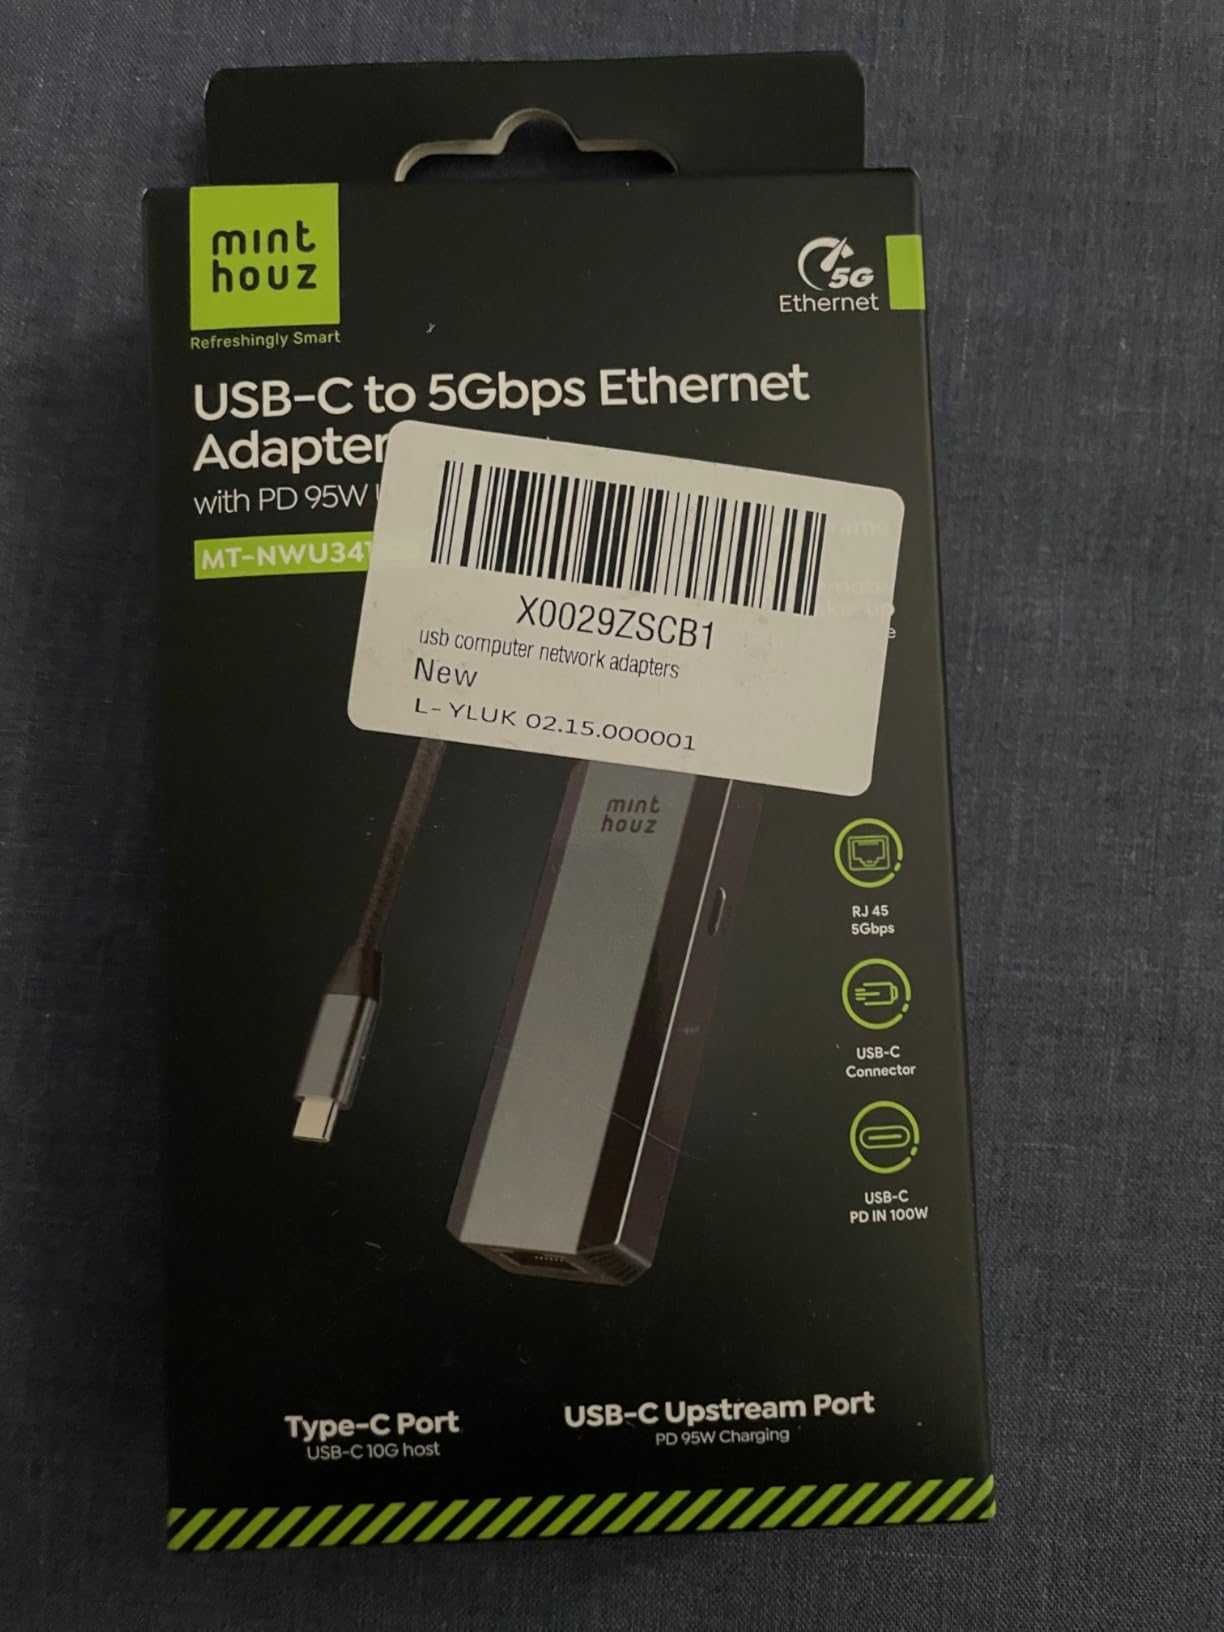 mint
houz
Refreshingly Smart
5G
Ethernet
USB-C to 5Gbps Ethernet
Adapter
with PD 95W
MT-NWU34
X0029ZSCB1
usb computer network adapters
New
L- YLUK 02.15.000001
mint
houz
RJ 45
5Gbps
USB-C
Connector
USB-C
PD IN 100W
Type-C Port
USB-C 10G host
USB-C Upstream Port
PD 95W Charging